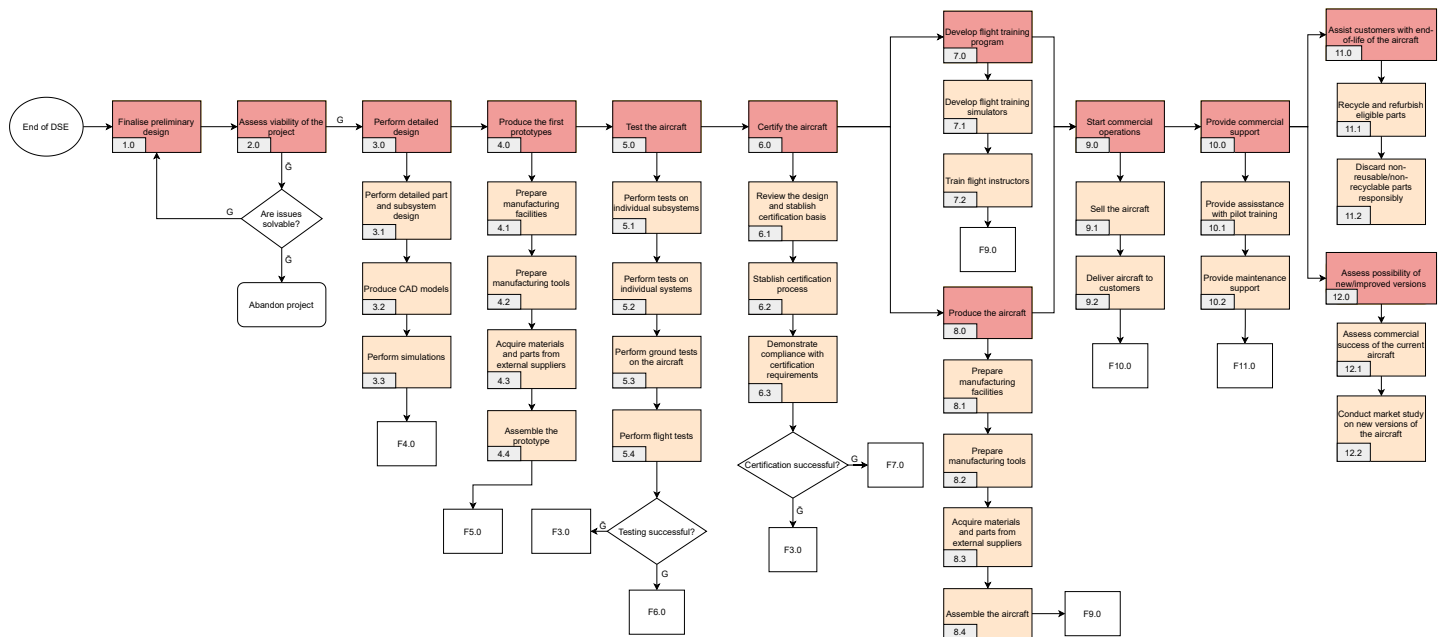 End of DSE
Finalise preliminary
design
1.0
Assess viability of the
project
2.0
G
Ḡ
Are issues
solvable?
G
Ḡ
Abandon project
Perform detailed
design
3.0
Perform detailed part
and subsystem
design
3.1
Produce CAD models
3.2
Perform simulations
3.3
F4.0
Produce the first
prototypes
4.0
Prepare
manufacturing
facilities
4.1
Prepare
manufacturing tools
4.2
Acquire materials
and parts from
external suppliers
4.3
Assemble the
prototype
4.4
F5.0
Test the aircraft
5.0
Perform tests on
individual subsystems
5.1
Perform tests on
individual systems
5.2
Perform ground tests
on the aircraft
5.3
Perform flight tests
5.4
Testing successful?
Ḡ
F3.0
G
F6.0
Certify the aircraft
6.0
Review the design
and stablish
certification basis
6.1
Stablish certification
process
6.2
Demonstrate
compliance with
certification
requirements
6.3
Certification successful?
G
F7.0
Ḡ
F3.0
Develop flight training
program
7.0
Develop flight training
simulators
7.1
Train flight instructors
7.2
F9.0
Produce the aircraft
8.0
Prepare
manufacturing
facilities
8.1
Prepare
manufacturing tools
8.2
Acquire materials
and parts from
external suppliers
8.3
Assemble the aircraft
8.4
F9.0
Start commercial
operations
9.0
Sell the aircraft
9.1
Deliver aircraft to
customers
9.2
F10.0
Provide commercial
support
10.0
Provide assisstance
with pilot training
10.1
Provide maintenance
support
10.2
F11.0
Assist customers with end-
of-life of the aircraft
11.0
Recycle and refurbish
eligible parts
11.1
Discard non-
reusable/non-
recyclable parts
responsibly
11.2
Assess possibility of
new/improved versions
12.0
Assess commercial
success of the current
aircraft
12.1
Conduct market study
on new versions of
the aircraft
12.2